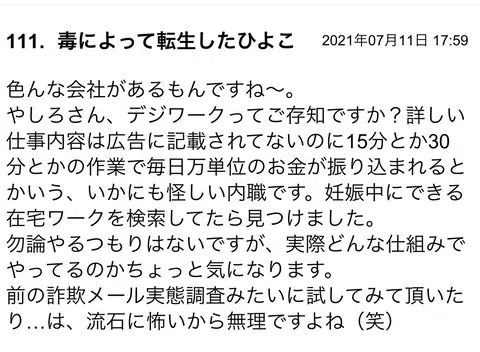 111. 毒によって転生したひよこ 2021年07月11日 17:59
色んな会社があるもんですね〜。
やしろさん、デジワークってご存知ですか？詳しい
仕事内容は広告に記載されてないのに15分とか30
分とかの作業で毎日万単位のお金が振り込まれると
かいう、いかにも怪しい内職です。妊娠中にできる
在宅ワークを検索してたら見つけました。
勿論やるつもりはないですが、実際どんな仕組みで
やってるのかちょっと気になります。
前の詐欺メール実態調査みたいに試してみて頂いた
り…は、流石に怖いから無理ですよね（笑）